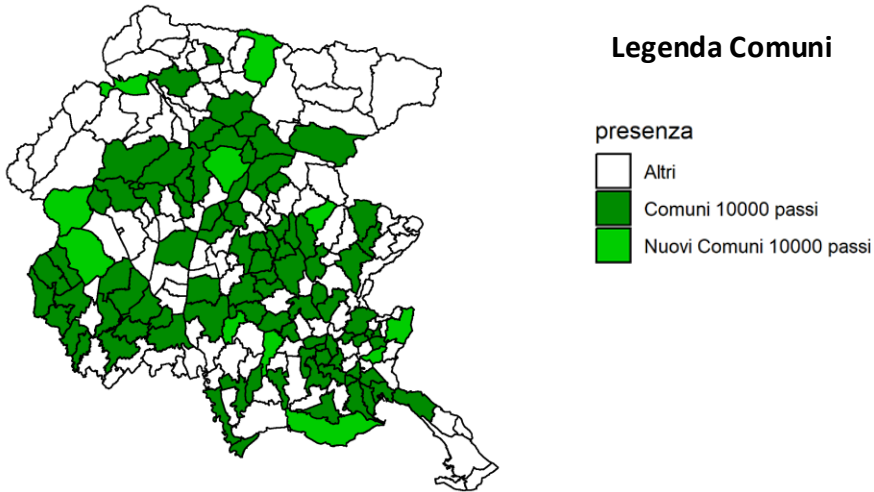 Legenda Comuni
presenza
Altri
Comuni 10000 passi
Nuovi Comuni 10000 passi